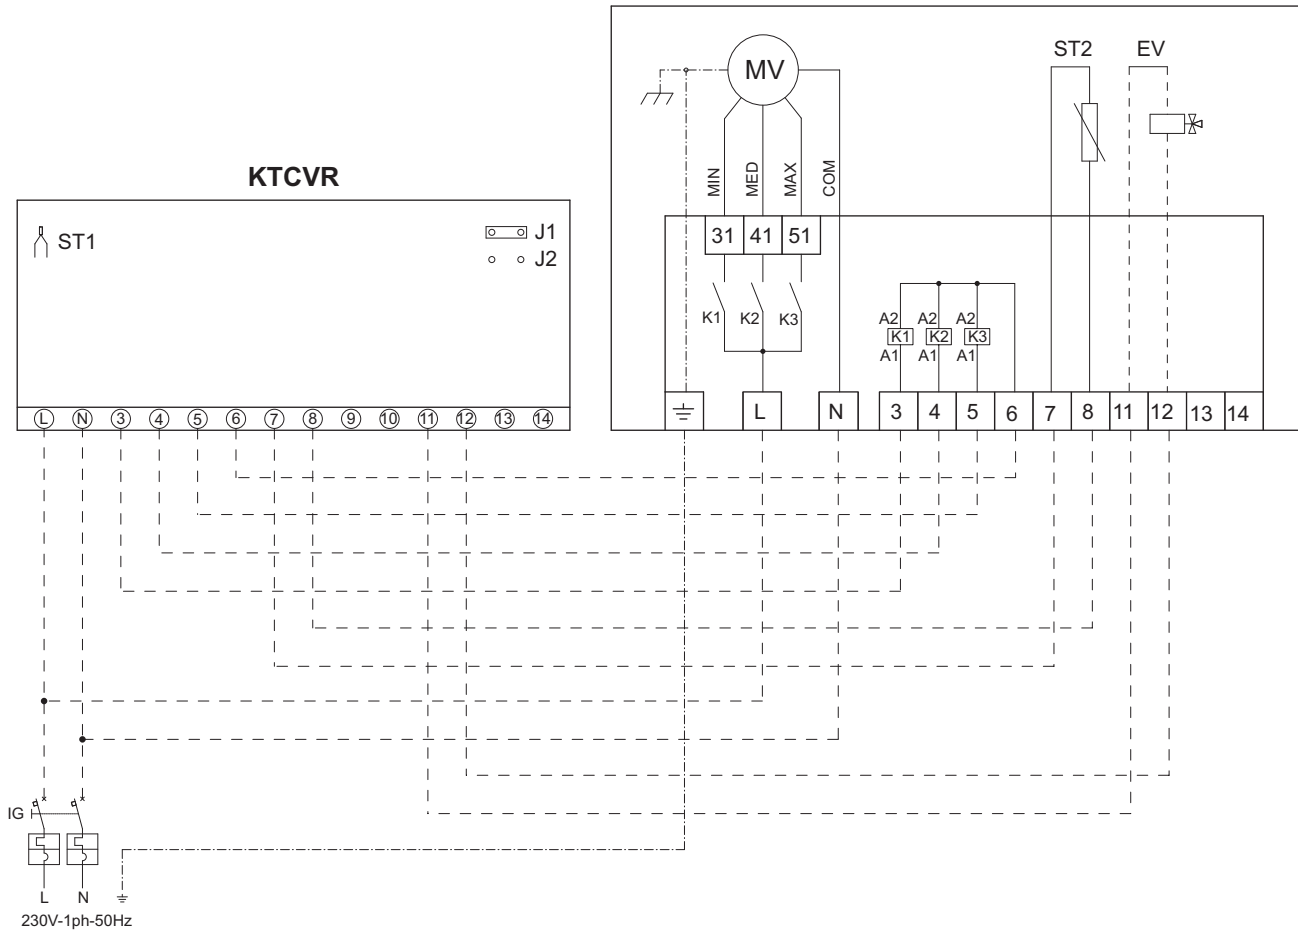 ST2 EV
MV
MIN MED MAX COM
KTCVR
ST1
J1
J2
31 41 51
K1 K2 K3
A2 A2 A2
K1 K2 K3
A1 A1 A1
L N 3 4 5 6 7 8 9 10 11 12 13 14
L N 3 4 5 6 7 8 11 12 13 14
IG
L N
230V-1ph-50Hz